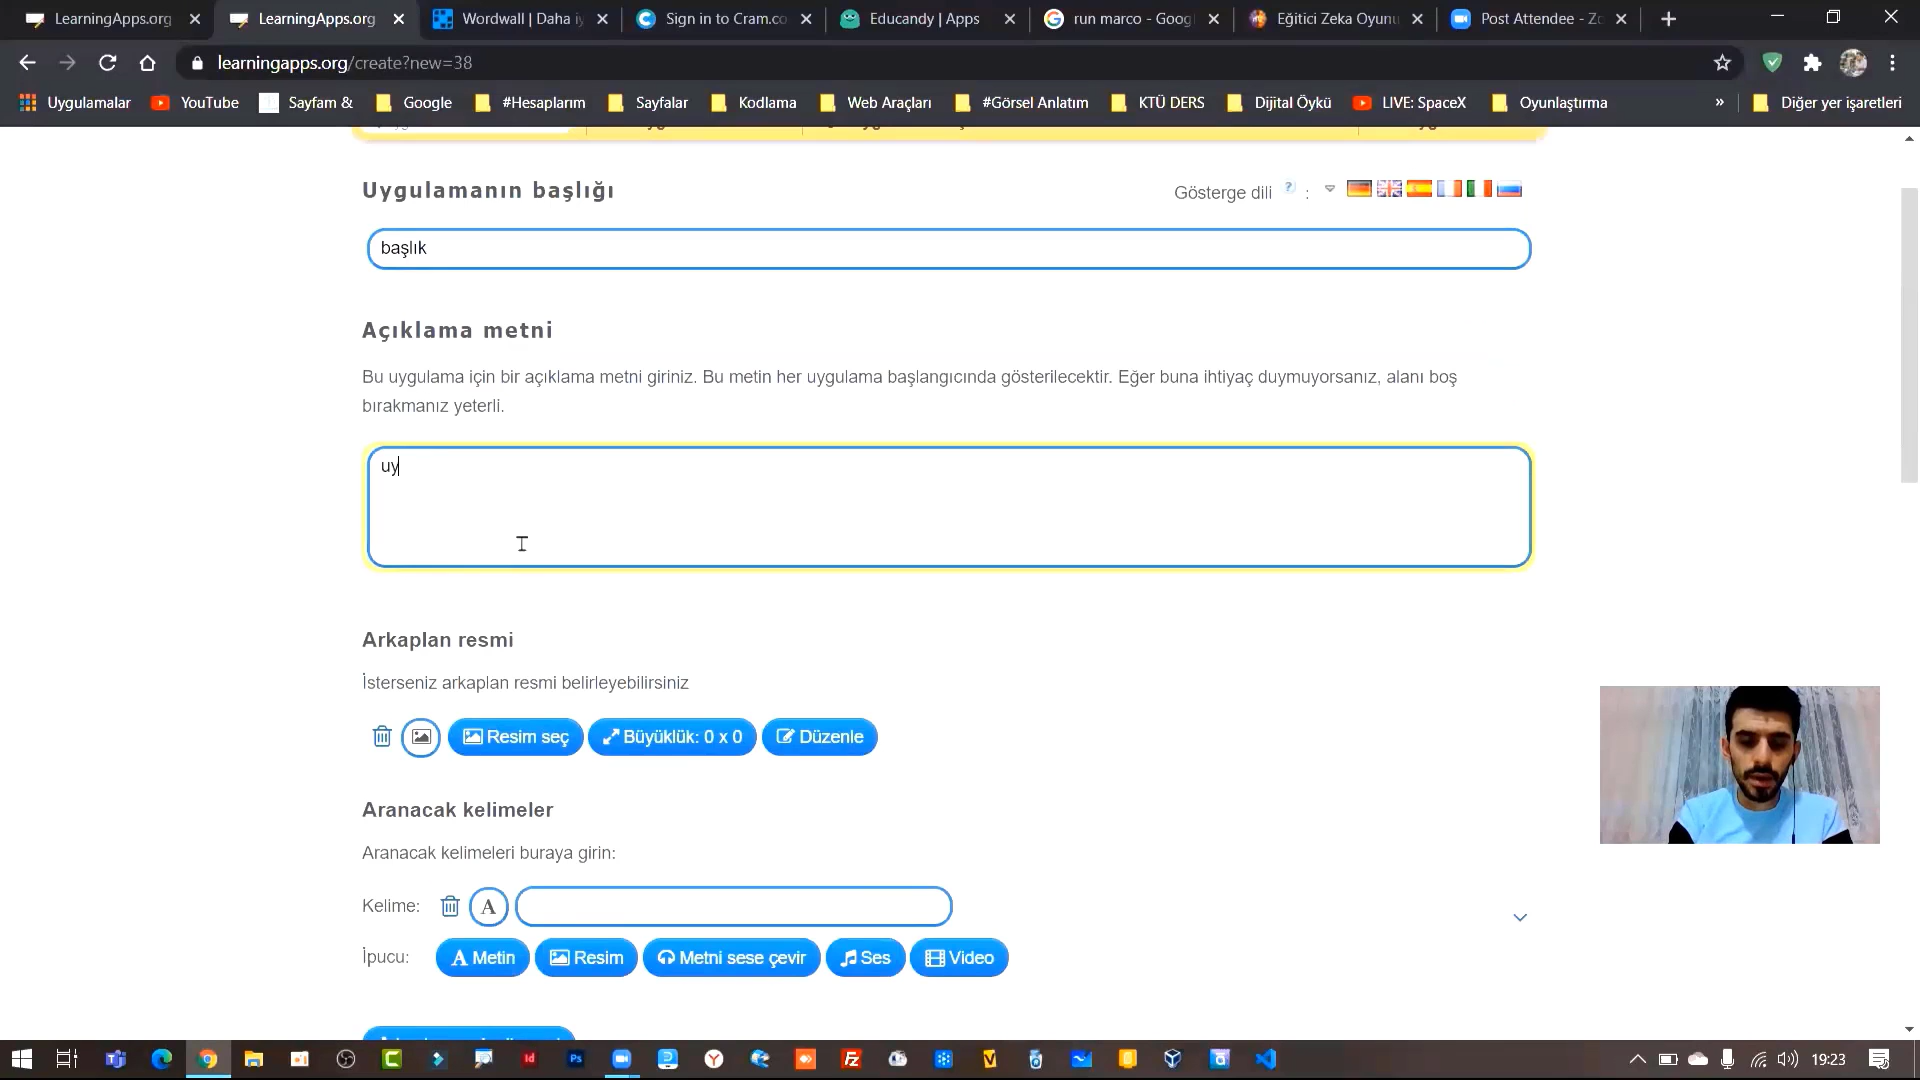 LearningApps.org
LearningApps.org
Wordwall | Daha iy
Sign in to Cram.co
Educandy | Apps
run marco - Googl
Eğitici Zeka Oyunu
Post Attendee - Zo
learningapps.org/create?new=38
Uygulamalar
YouTube
Sayfam &
Google
#Hesaplarım
Sayfalar
Kodlama
Web Araçları
#Görsel Anlatım
KTÜ DERS
Dijital Öykü
LIVE: SpaceX
Oyunlaştırma
»
Diğer yer işaretleri
Uygulamanın başlığı
Gösterge dili ? :
başlık
Açıklama metni
Bu uygulama için bir açıklama metni giriniz. Bu metin her uygulama başlangıcında gösterilecektir. Eğer buna ihtiyaç duymuyorsanız, alanı boş
bırakmanız yeterli.
uy
Arkaplan resmi
İsterseniz arkaplan resmi belirleyebilirsiniz
Resim seç
Büyüklük: 0 x 0
Düzenle
Aranacak kelimeler
Aranacak kelimeleri buraya girin:
Kelime: A
İpucu: A Metin
Resim
Metni sese çevir
Ses
Video
19:23